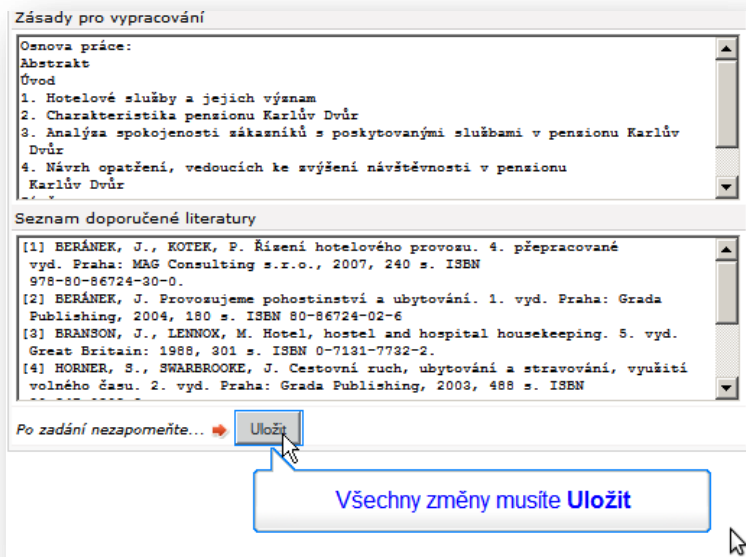 Zásady pro vypracování
Osnova práce:
Abstrakt
Úvod
1. Hotelové služby a jejich význam
2. Charakteristika penzionu Karlův Dvůr
3. Analýza spokojenosti zákazníků s poskytovanými službami v penzionu Karlův
Dvůr
4. Návrh opatření, vedoucích ke zvýšení návštěvnosti v penzionu
Karlův Dvůr
Seznam doporučené literatury
[1] BERÁNEK, J., KOTEK, P. Řízení hotelového provozu. 4. přepracované
vyd. Praha: MAG Consulting s.r.o., 2007, 240 s. ISBN
978-80-86724-30-0.
[2] BERÁNEK, J. Provozujeme pohostinství a ubytování. 1. vyd. Praha: Grada
Publishing, 2004, 180 s. ISBN 80-86724-02-6
[3] BRANSON, J., LENNOX, M. Hotel, hostel and hospital housekeeping. 5. vyd.
Great Britain: 1988, 301 s. ISBN 0-7131-7732-2.
[4] HORNER, S., SWARBROOKE, J. Cestovní ruch, ubytování a stravování, využití
volného času. 2. vyd. Praha: Grada Publishing, 2003, 488 s. ISBN
Po zadání nezapomeňte... Uložit
Všechny změny musíte Uložit